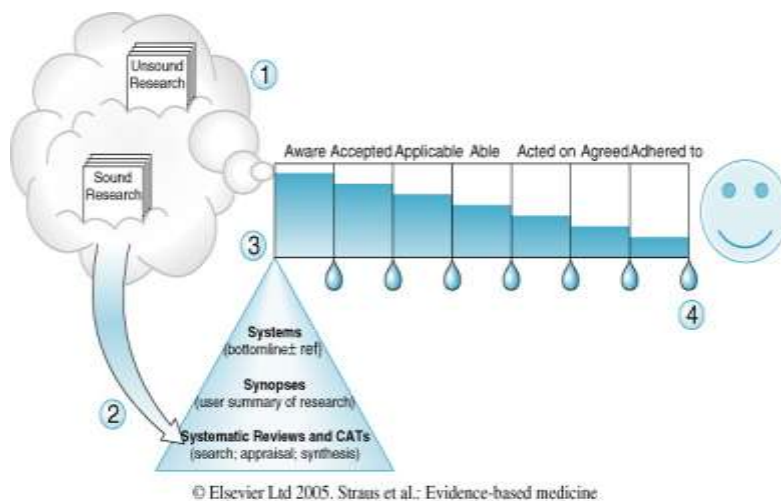 Unsound
Research
1
Aware Accepted Applicable Able Acted on Agreed Adhered to
Sound
Research
3
4
Systems
(bottomline± ref)
Synopses
(user summary of research)
2
Systematic Reviews and CATs
(search; appraisal; synthesis)
© Elsevier Ltd 2005. Straus et al.: Evidence-based medicine